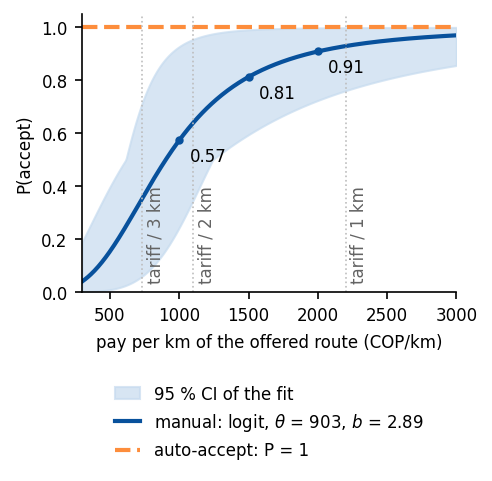 1.0
0.8
0.6
0.4
0.2
0.0
P(accept)
0.57
0.81
0.91
tariff / 3 km
tariff / 2 km
tariff / 1 km
500 1000 1500 2000 2500 3000
pay per km of the offered route (COP/km)
95 % CI of the fit
manual: logit, θ = 903, b = 2.89
auto-accept: P = 1